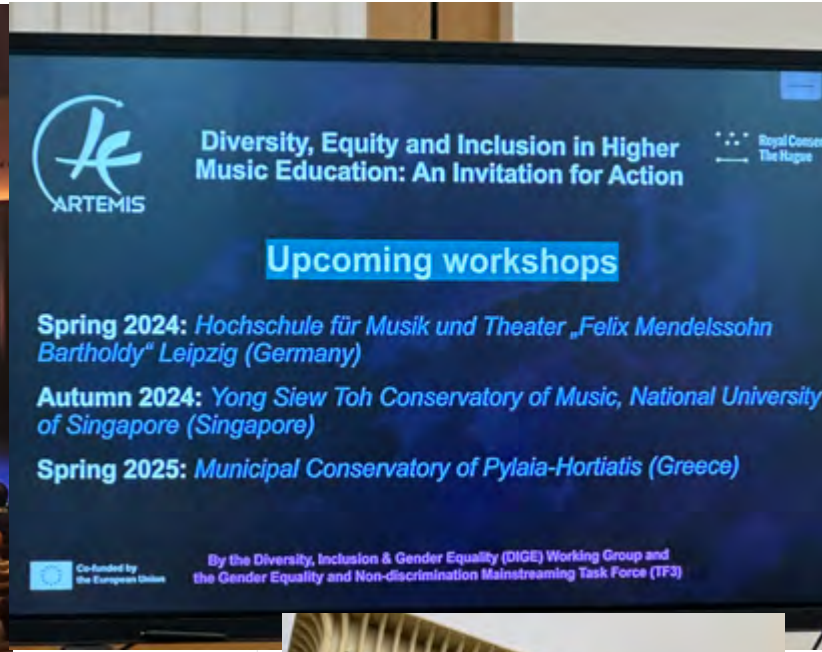 ARTEMIS
Diversity, Equity and Inclusion in Higher
Music Education: An Invitation for Action
The Hague
Upcoming workshops
Spring 2024: Hochschule für Musik und Theater „Felix Mendelssohn
Bartholdy“ Leipzig (Germany)
Autumn 2024: Yong Siew Toh Conservatory of Music, National University
of Singapore (Singapore)
Spring 2025: Municipal Conservatory of Pylaia-Hortiatis (Greece)
Co-funded by
the European Union
By the Diversity, Inclusion & Gender Equality (DIGE) Working Group and
the Gender Equality and Non-discrimination Mainstreaming Task Force (TF3)